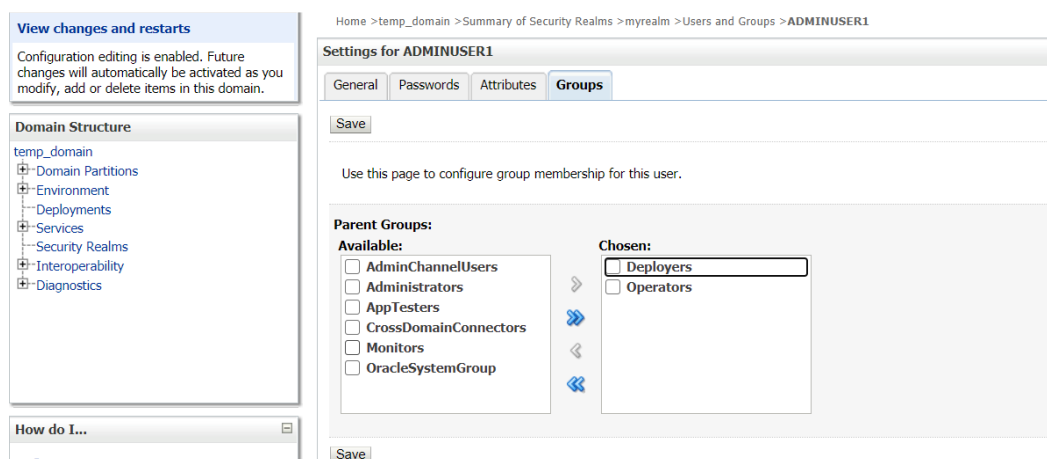 Home >temp_domain >Summary of Security Realms >myrealm >Users and Groups >ADMINUSER1
View changes and restarts
Configuration editing is enabled. Future
changes will automatically be activated as you
modify, add or delete items in this domain.
Domain Structure
temp_domain
Domain Partitions
Environment
Deployments
Services
Security Realms
Interoperability
Diagnostics
How do I...
Settings for ADMINUSER1
General Passwords Attributes Groups
Save
Use this page to configure group membership for this user.
Parent Groups:
Available: Chosen:
AdminChannelUsers Deployers
Administrators Operators
AppTesters
CrossDomainConnectors
Monitors
OracleSystemGroup
Save